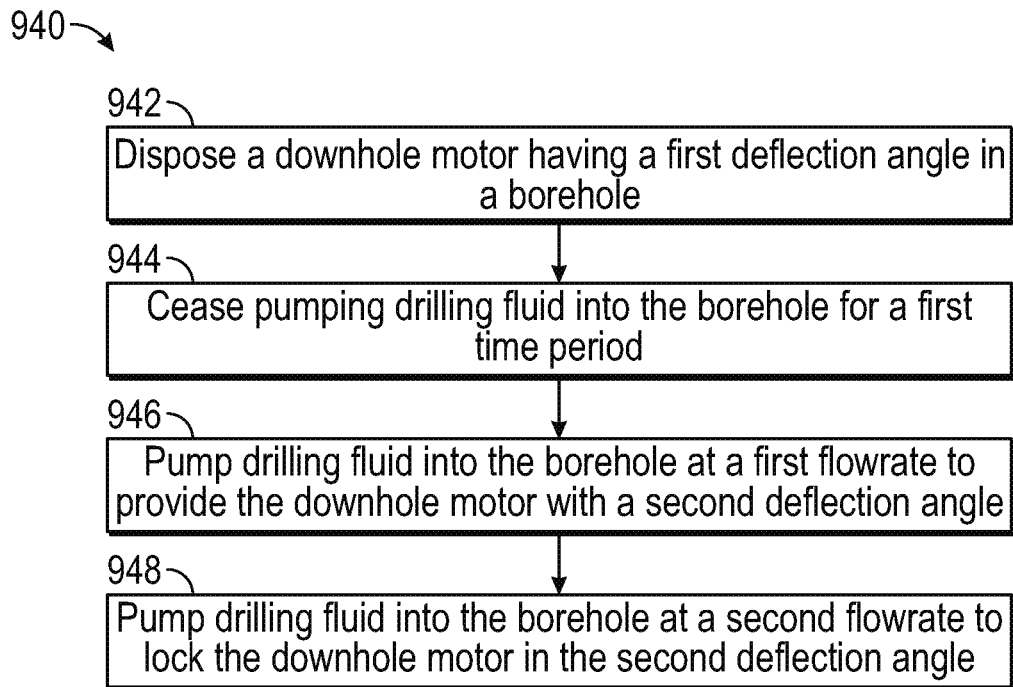 940
942
Dispose a downhole motor having a first deflection angle in
a borehole
944
Cease pumping drilling fluid into the borehole for a first
time period
946
Pump drilling fluid into the borehole at a first flowrate to
provide the downhole motor with a second deflection angle
948
Pump drilling fluid into the borehole at a second flowrate to
lock the downhole motor in the second deflection angle